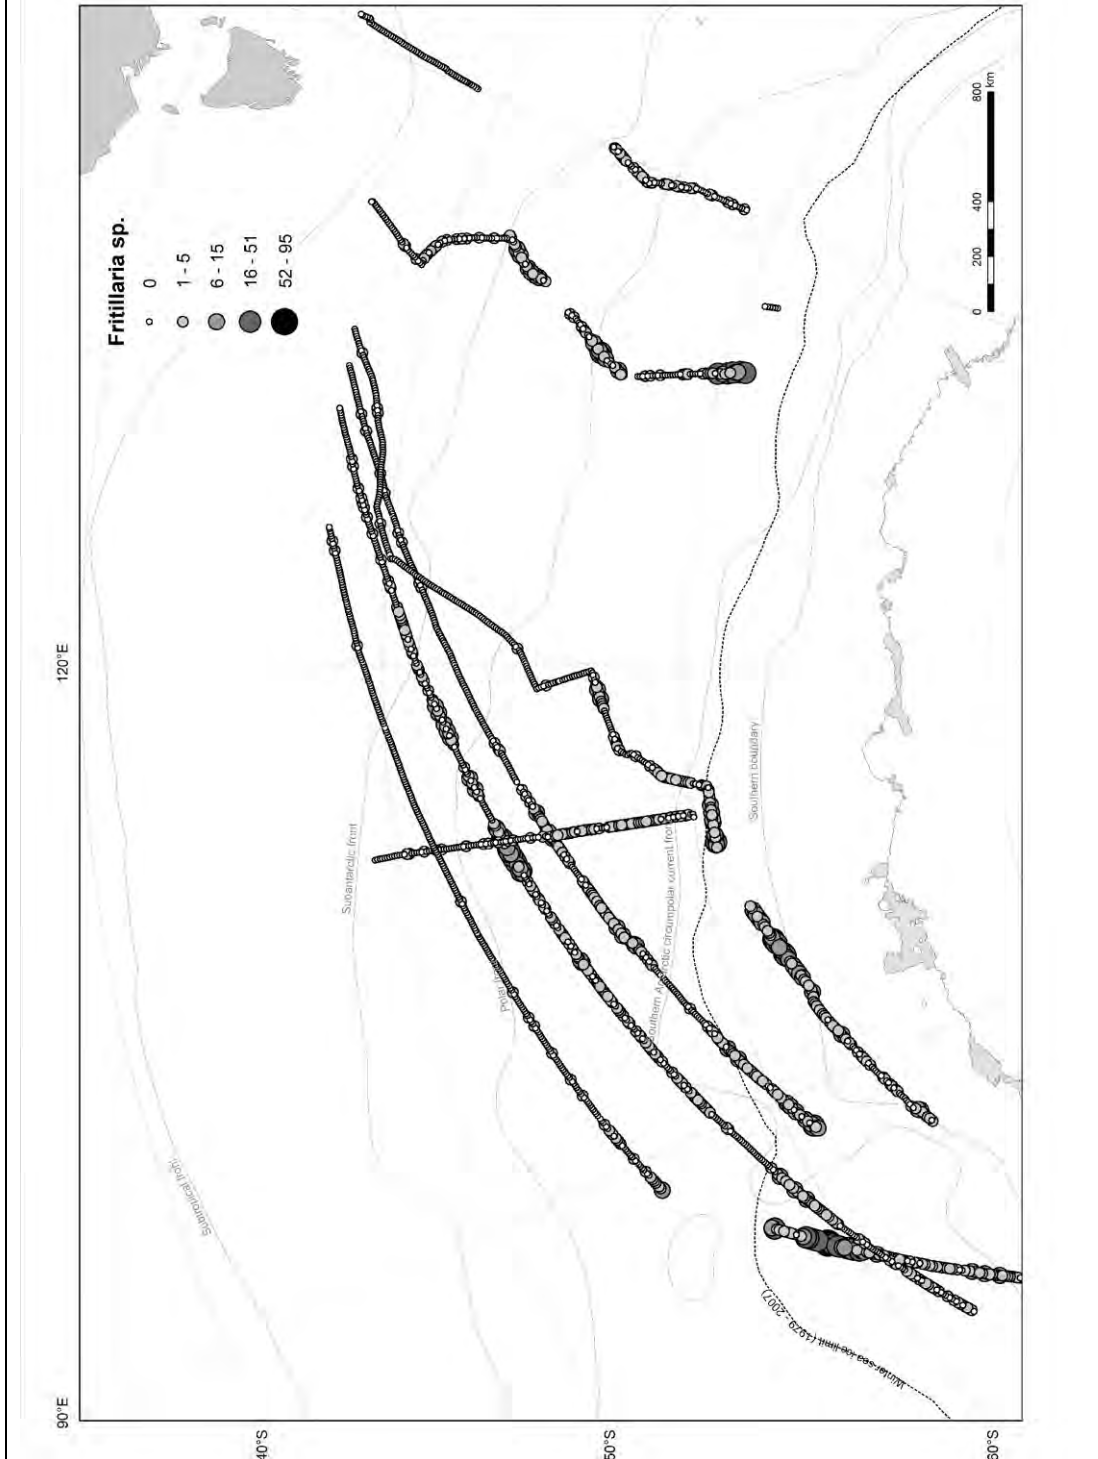 Fritillaria sp.
0
1 - 5
6 - 15
16 - 51
52 - 95
0
200
400
800
km
90°E
120°E
40°S
50°S
60°S
Subtropical front
Subantarctic front
Polar
Southern Antarctic circumpolar current front
Southern boundary
Winter sea ice limit (1979 - 2007)